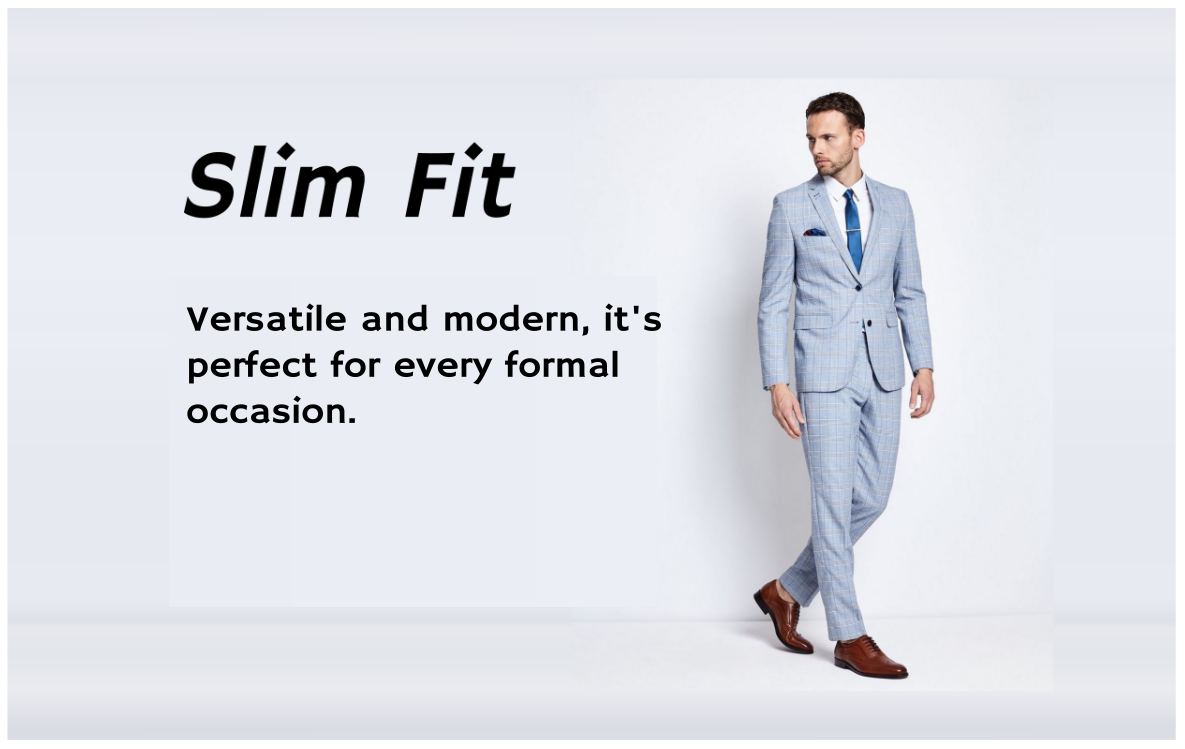 Slim Fit
Versatile and modern, it's
perfect for every formal
occasion.